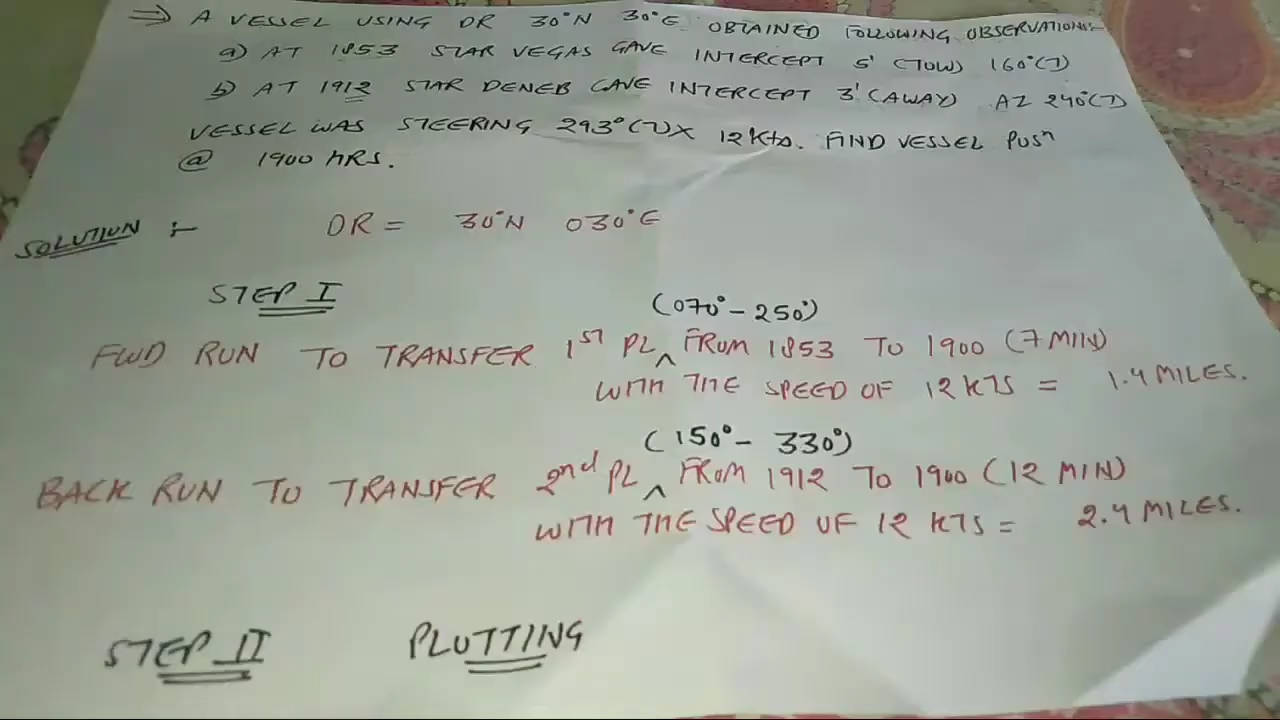 ⇒ A VESSEL USING DR 30°N 30°E OBTAINED FOLLOWING OBSERVATIONS:-
a) AT 1853 STAR VEGAS GAVE INTERCEPT 5' (TOW) 160°(T)
b) AT 1912 STAR DENEB GAVE INTERCEPT 3' (AWAY) AZ 240°(T)
VESSEL WAS STEERING 293°(T) X 12 Kts. FIND VESSEL POSⁿ
@ 1900 HRS.
SOLUTION :- DR = 30°N 030°E
STEP I
(070° - 250°)
FWD RUN TO TRANSFER 1ST PL ^ FROM 1853 TO 1900 (7 MIN)
WITH THE SPEED OF 12 KTS = 1.4 MILES.
(150° - 330°)
BACK RUN TO TRANSFER 2nd PL ^ FROM 1912 TO 1900 (12 MIN)
WITH THE SPEED OF 12 KTS = 2.4 MILES.
STEP II PLOTTING